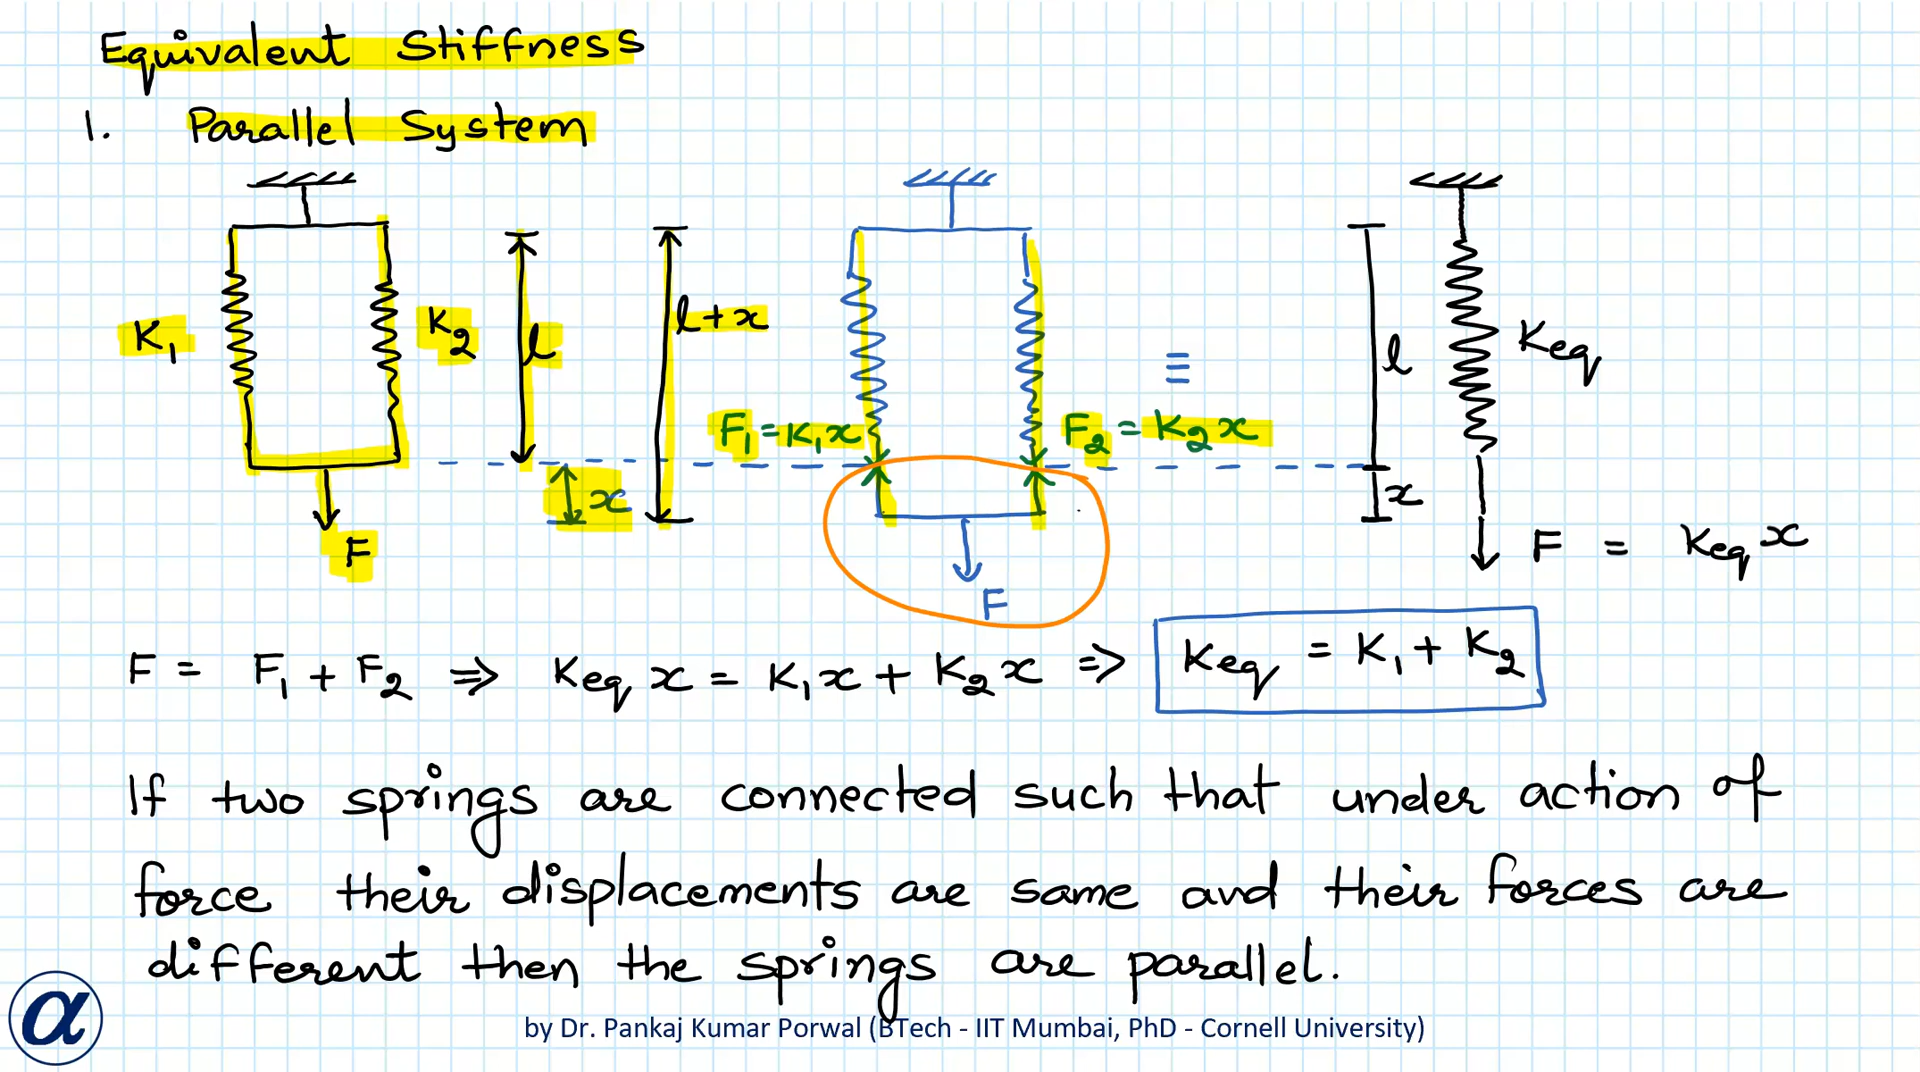 Equivalent Stiffness
1. Parallel System
K₁
K₂
l
l + x
x
F
F₁ = K₁x
F₂ = K₂x
F
≡
l
x
Keq
F = Keq x
F = F₁ + F₂ ⇒ Keq x = K₁x + K₂x ⇒ Keq = K₁ + K₂
If two springs are connected such that under action of
force their displacements are same and their forces are
different then the springs are parallel.
α
by Dr. Pankaj Kumar Porwal (BTech - IIT Mumbai, PhD - Cornell University)